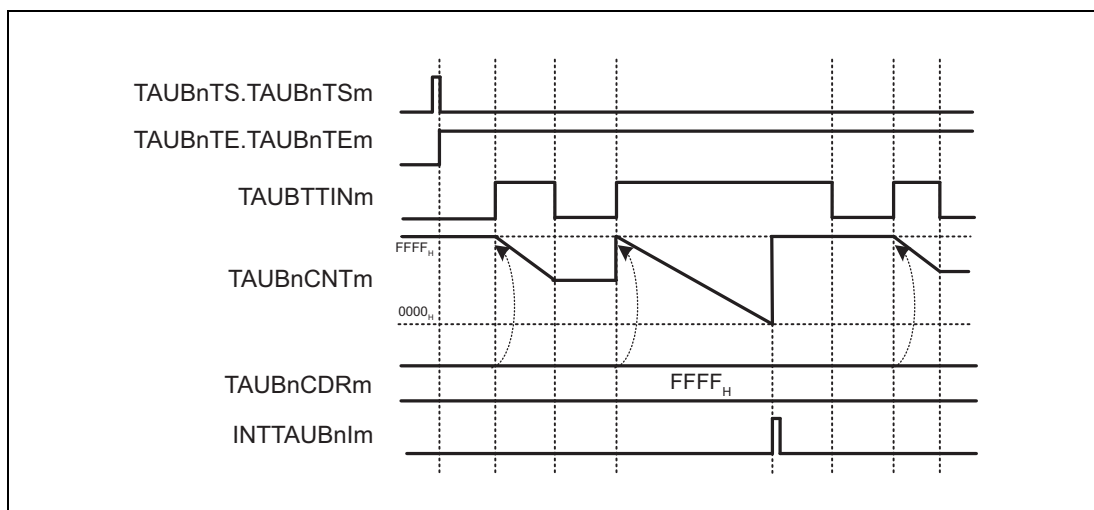 TAUBnTS.TAUBnTSm
TAUBnTE.TAUBnTEm
TAUBTTINm
FFFFH
TAUBnCNTm
0000H
TAUBnCDRm
FFFFH
INTTAUBnIm